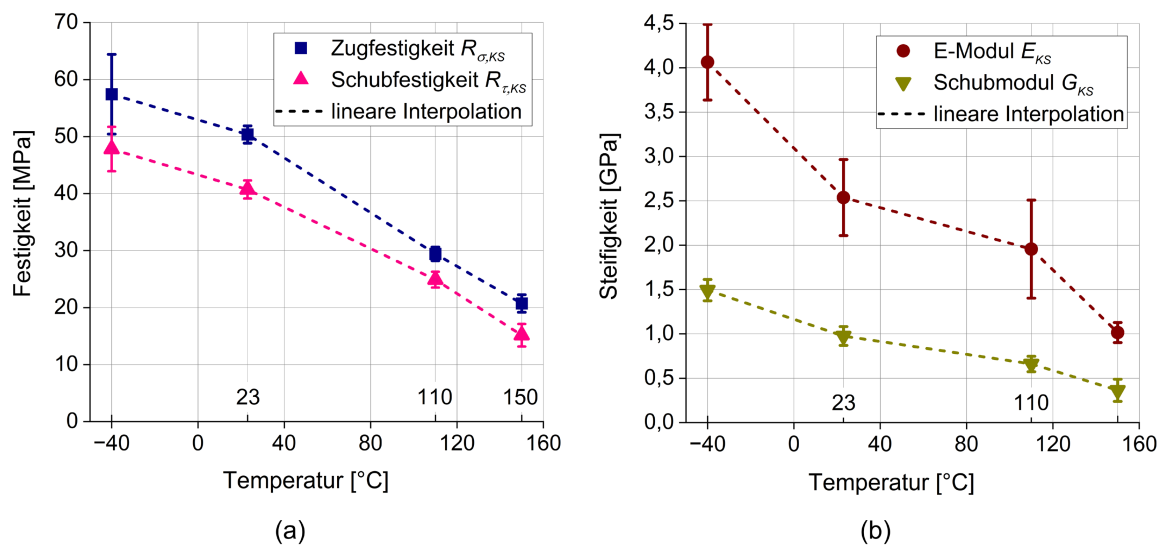 70
60
50
40
30
20
10
0
Festigkeit [MPa]
Zugfestigkeit Rσ,KS
Schubfestigkeit Rτ,KS
lineare Interpolation
23
110
150
−40
0
40
80
120
160
Temperatur [°C]
(a)
4,5
4,0
3,5
3,0
2,5
2,0
1,5
1,0
0,5
0,0
Steifigkeit [GPa]
E-Modul EKS
Schubmodul GKS
lineare Interpolation
23
110
−40
0
40
80
120
160
Temperatur [°C]
(b)